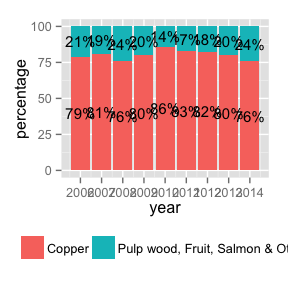 100
21% 19% 24% 20% 14% 17% 18% 20% 24%
75
percentage
50
79% 81% 76% 80% 86% 83% 82% 80% 76%
25
0
2006 2007 2008 2009 2010 2011 2012 2013 2014
year
Copper Pulp wood, Fruit, Salmon & Ot